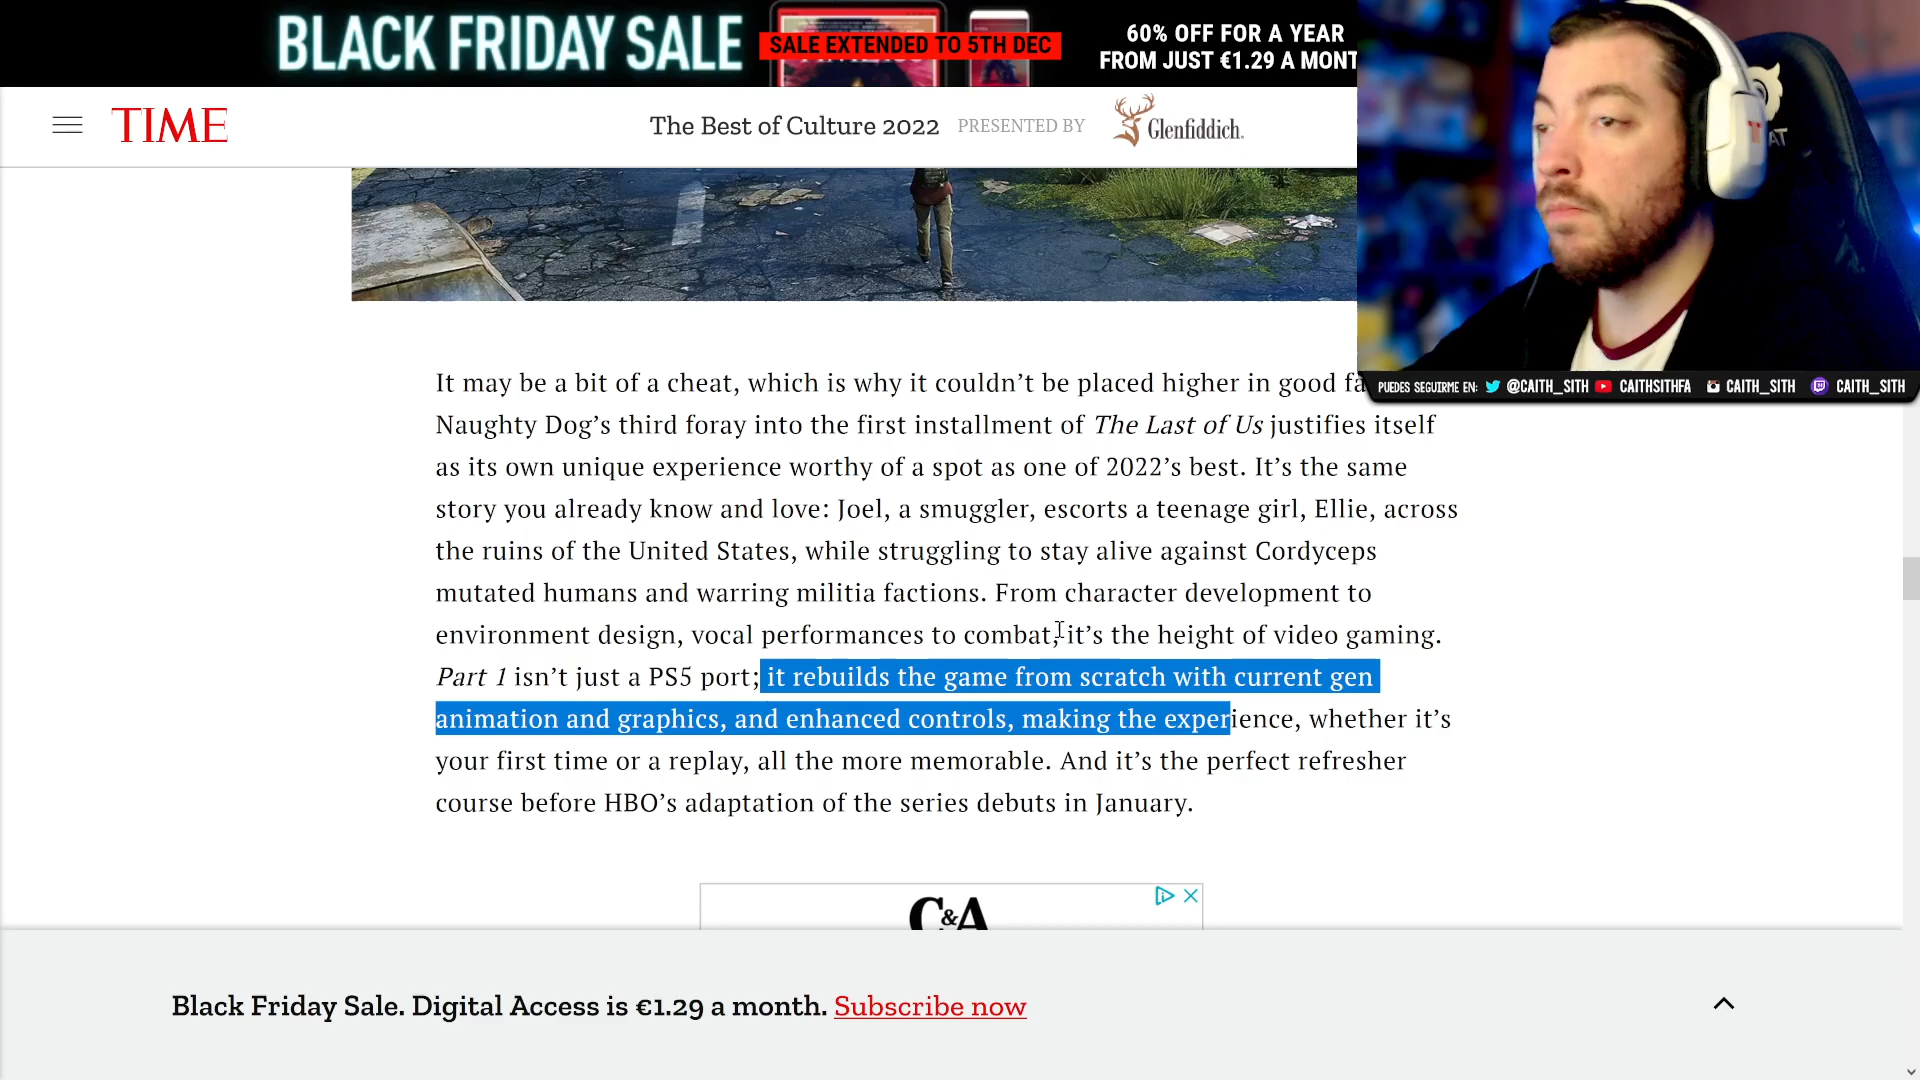 BLACK FRIDAY SALE
SALE EXTENDED TO 5TH DEC
60% OFF FOR A YEAR
FROM JUST €1.29 A MONT
TIME
The Best of Culture 2022 PRESENTED BY Glenfiddich.
PUEDES SEGUIRME EN: @CAITH_SITH CAITHSITHFA CAITH_SITH CAITH_SITH
It may be a bit of a cheat, which is why it couldn’t be placed higher in good fa
Naughty Dog’s third foray into the first installment of The Last of Us justifies itself
as its own unique experience worthy of a spot as one of 2022’s best. It’s the same
story you already know and love: Joel, a smuggler, escorts a teenage girl, Ellie, across
the ruins of the United States, while struggling to stay alive against Cordyceps
mutated humans and warring militia factions. From character development to
environment design, vocal performances to combat, it’s the height of video gaming.
Part 1 isn’t just a PS5 port; it rebuilds the game from scratch with current gen
animation and graphics, and enhanced controls, making the experience, whether it’s
your first time or a replay, all the more memorable. And it’s the perfect refresher
course before HBO’s adaptation of the series debuts in January.
C&A
Black Friday Sale. Digital Access is €1.29 a month. Subscribe now